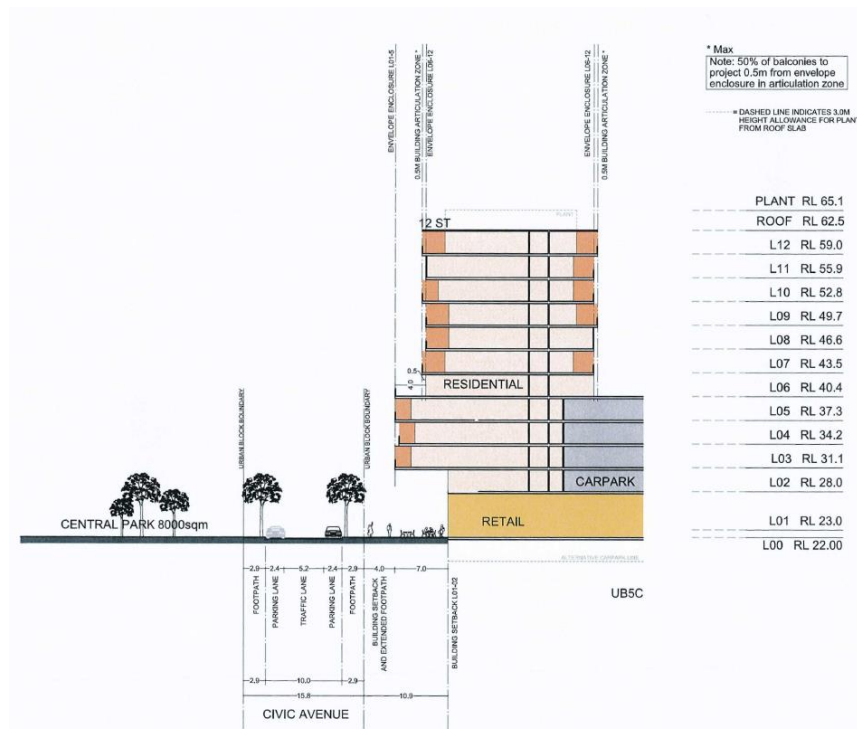 * Max
Note: 50% of balconies to
project 0.5m from envelope
enclosure in articulation zone
= DASHED LINE INDICATES 3.0M
HEIGHT ALLOWANCE FOR PLANT
FROM ROOF SLAB
ENVELOPE ENCLOSURE L01-5
0.5M BUILDING ARTICULATION ZONE *
ENVELOPE ENCLOSURE L06-12
ENVELOPE ENCLOSURE L06-12
0.5M BUILDING ARTICULATION ZONE *
PLANT
12 ST
PLANT RL 65.1
ROOF RL 62.5
L12 RL 59.0
L11 RL 55.9
L10 RL 52.8
L09 RL 49.7
L08 RL 46.6
L07 RL 43.5
L06 RL 40.4
L05 RL 37.3
L04 RL 34.2
L03 RL 31.1
L02 RL 28.0
L01 RL 23.0
L00 RL 22.00
0.5
4.0
RESIDENTIAL
URBAN BLOCK BOUNDARY
URBAN BLOCK BOUNDARY
CARPARK
RETAIL
CENTRAL PARK 8000sqm
UB5C
2.9 2.4 5.2 2.4 2.9 4.0 7.0
FOOTPATH
PARKING LANE
TRAFFIC LANE
PARKING LANE
FOOTPATH
BUILDING SETBACK
AND EXTENDED FOOTPATH
BUILDING SETBACK L01-02
2.9 10.0 2.9
15.8 10.9
CIVIC AVENUE